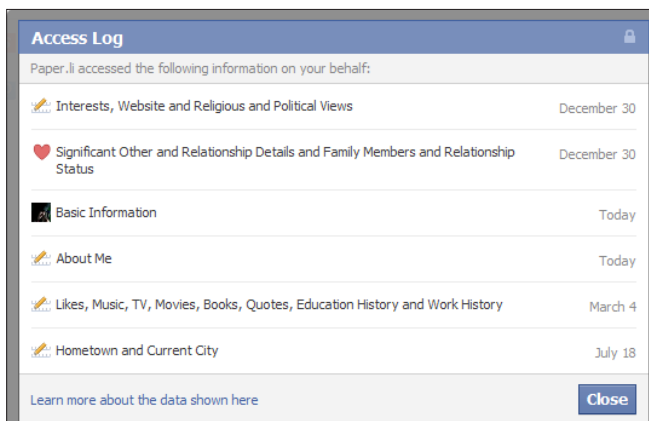 Access Log
Paper.li accessed the following information on your behalf:
Interests, Website and Religious and Political Views
December 30
Significant Other and Relationship Details and Family Members and Relationship
Status
December 30
Basic Information
Today
About Me
Today
Likes, Music, TV, Movies, Books, Quotes, Education History and Work History
March 4
Hometown and Current City
July 18
Learn more about the data shown here
Close